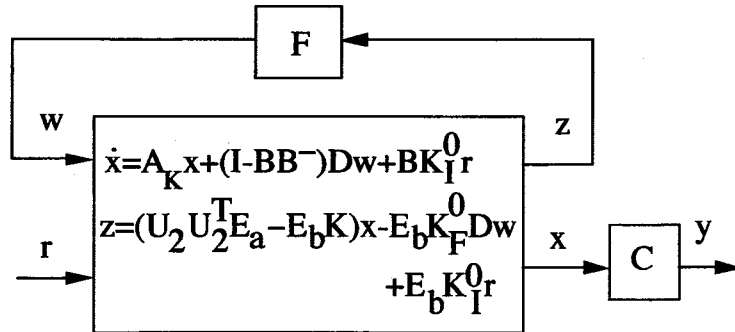 F
w
z
ẋ=A_K x+(I-BB⁻)Dw+BK_I^0 r
z=(U_2 U_2^T E_a -E_b K)x-E_b K_F^0 Dw
+E_b K_I^0 r
r
x
C
y